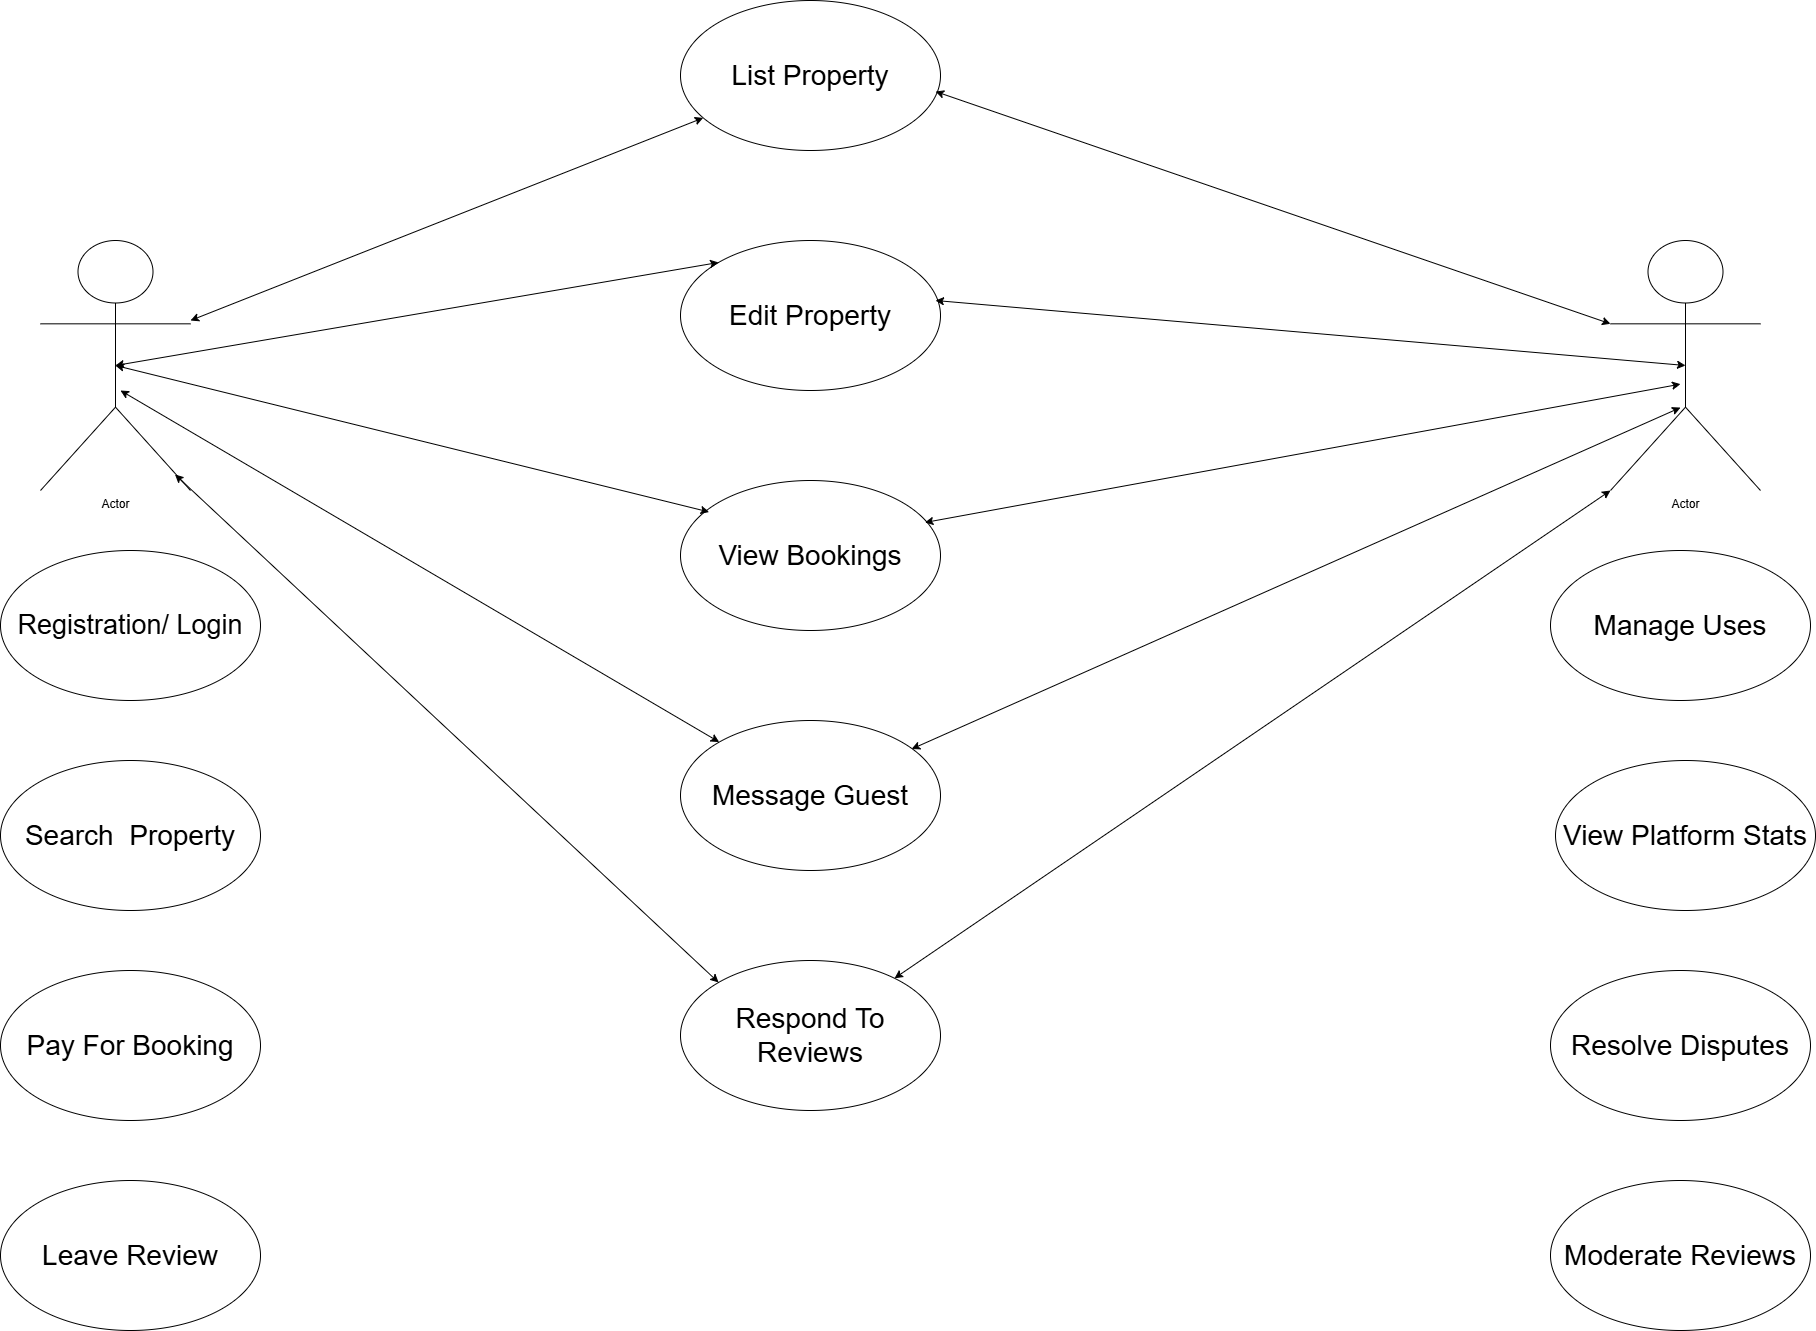 List Property
Edit Property
Actor
Actor
View Bookings
Registration/ Login
Manage Uses
Message Guest
Search  Property
View Platform Stats
Respond To
Reviews
Pay For Booking
Resolve Disputes
Leave Review
Moderate Reviews